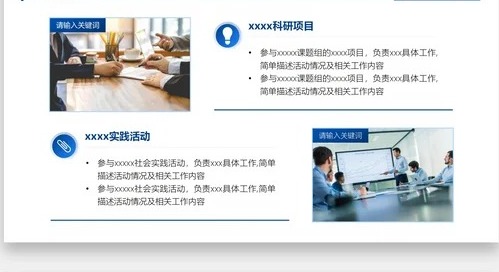 请输入关键词
xxxx科研项目
• 参与xxxxx课题组的xxxx项目，负责xxx具体工作,
简单描述活动情况及相关工作内容
• 参与xxxxx课题组的xxxx项目，负责xxx具体工作,
简单描述活动情况及相关工作内容
xxxx实践活动
• 参与xxxxx社会实践活动，负责xxx具体工作,简单
描述活动情况及相关工作内容
• 参与xxxxx社会实践活动，负责xxx具体工作,简单
描述活动情况及相关工作内容
请输入关键词